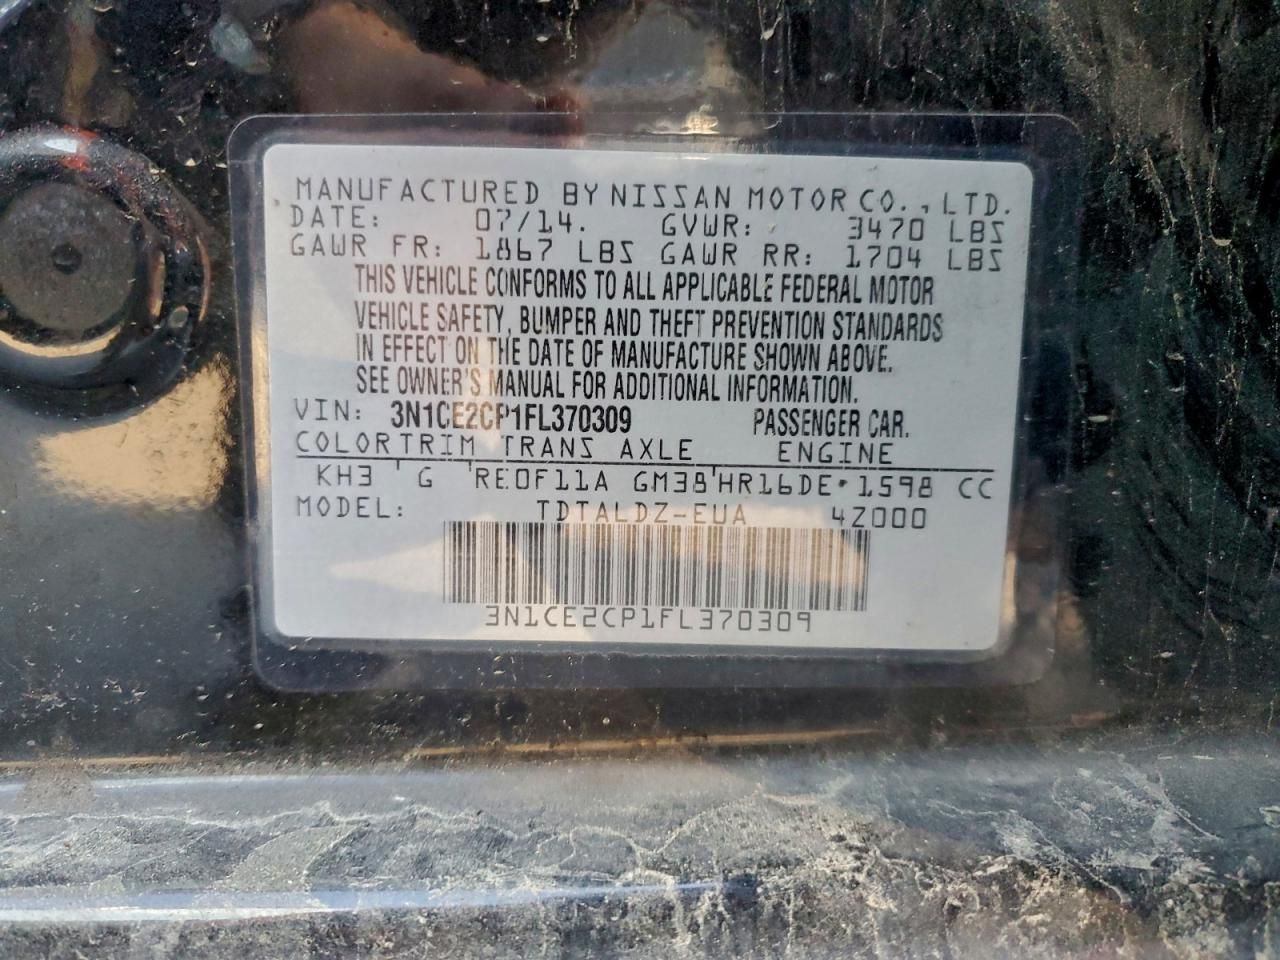 MANUFACTURED BY NISSAN MOTOR CO., LTD.
DATE: 07/14. GVWR: 3470 LBS
GAWR FR: 1867 LBS GAWR RR: 1704 LBS
THIS VEHICLE CONFORMS TO ALL APPLICABLE FEDERAL MOTOR
VEHICLE SAFETY, BUMPER AND THEFT PREVENTION STANDARDS
IN EFFECT ON THE DATE OF MANUFACTURE SHOWN ABOVE.
SEE OWNER'S MANUAL FOR ADDITIONAL INFORMATION.
VIN: 3N1CE2CP1FL370309 PASSENGER CAR.
COLOR TRIM TRANS AXLE ENGINE
KH3 G RE0F11A GM38 HR16DE 1598 CC
MODEL: TDTALDZ-EUA 4Z000
3N1CE2CP1FL370309